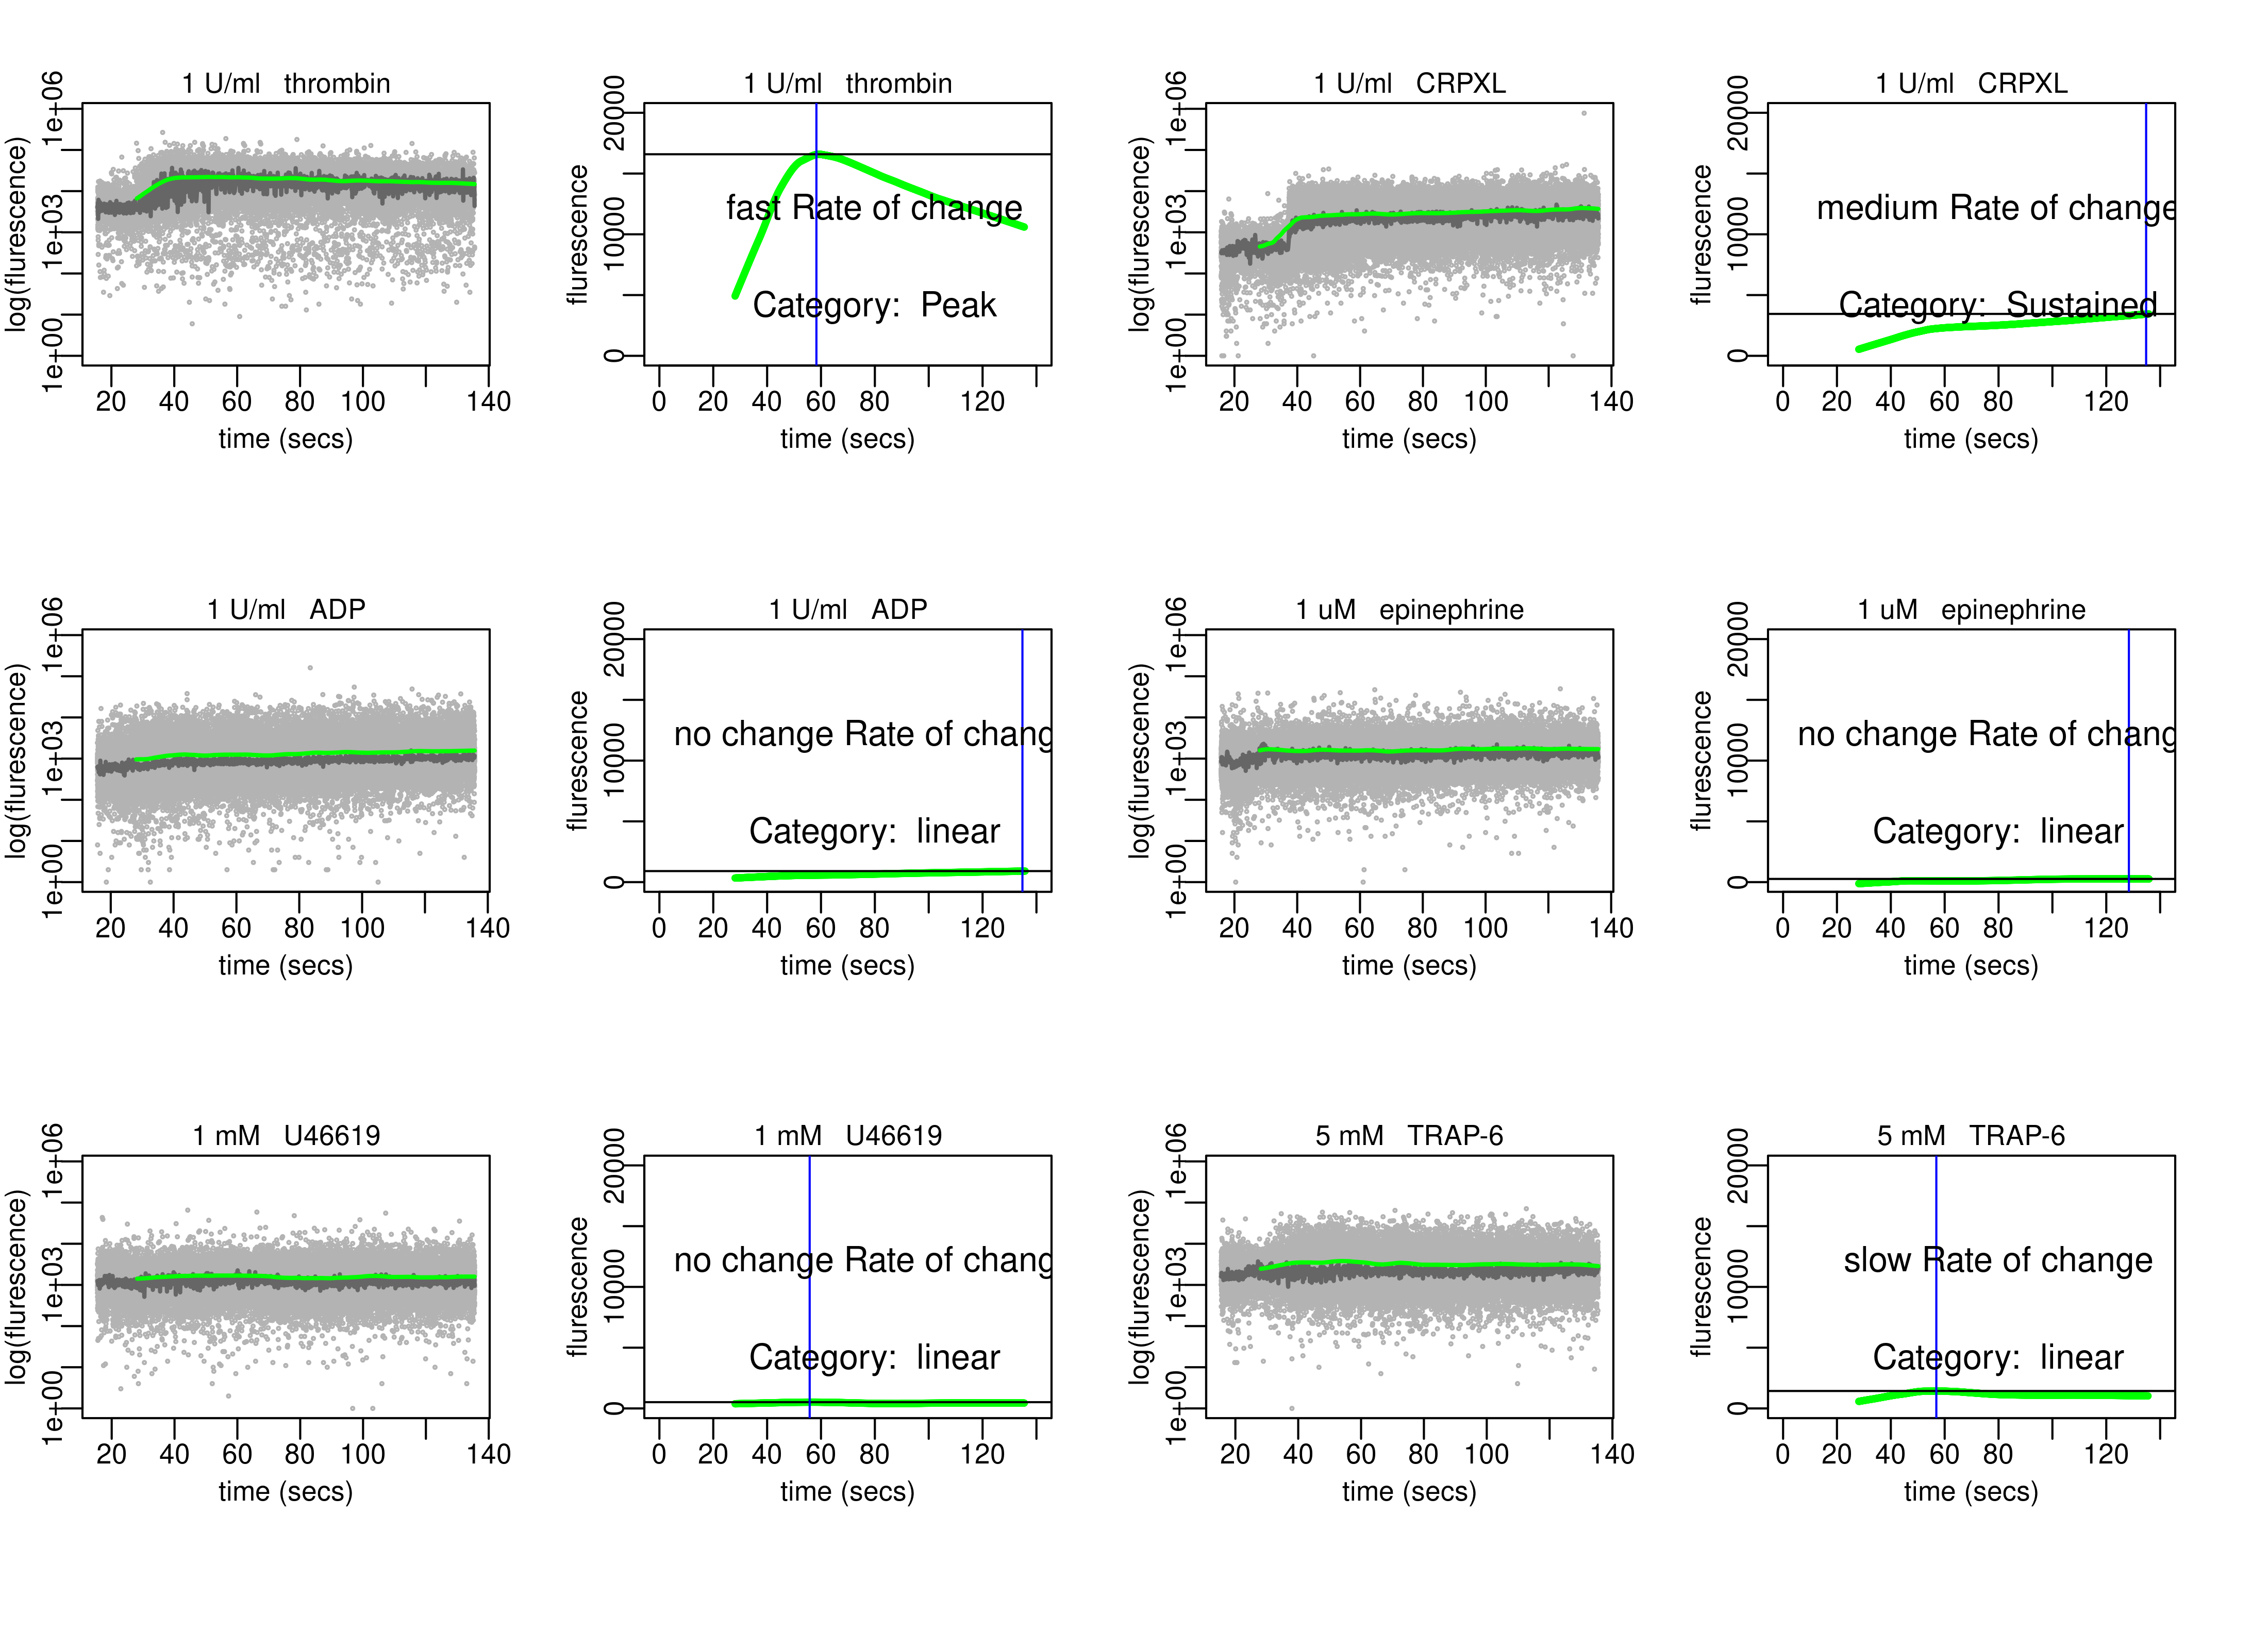 1 U/ml thrombin
log(flurescence)
1e+00 1e+03 1e+06
20 40 60 80 100 140
time (secs)
1 U/ml thrombin
flurescence
0 10000 20000
fast Rate of change
Category: Peak
0 20 40 60 80 120
time (secs)
1 U/ml CRPXL
log(flurescence)
1e+00 1e+03 1e+06
20 40 60 80 100 140
time (secs)
1 U/ml CRPXL
flurescence
0 10000 20000
medium Rate of change
Category: Sustained
0 20 40 60 80 120
time (secs)
1 U/ml ADP
log(flurescence)
1e+00 1e+03 1e+06
20 40 60 80 100 140
time (secs)
1 U/ml ADP
flurescence
0 10000 20000
no change Rate of chang
Category: linear
0 20 40 60 80 120
time (secs)
1 uM epinephrine
log(flurescence)
1e+00 1e+03 1e+06
20 40 60 80 100 140
time (secs)
1 uM epinephrine
flurescence
0 10000 20000
no change Rate of chang
Category: linear
0 20 40 60 80 120
time (secs)
1 mM U46619
log(flurescence)
1e+00 1e+03 1e+06
20 40 60 80 100 140
time (secs)
1 mM U46619
flurescence
0 10000 20000
no change Rate of chang
Category: linear
0 20 40 60 80 120
time (secs)
5 mM TRAP-6
log(flurescence)
1e+00 1e+03 1e+06
20 40 60 80 100 140
time (secs)
5 mM TRAP-6
flurescence
0 10000 20000
slow Rate of change
Category: linear
0 20 40 60 80 120
time (secs)